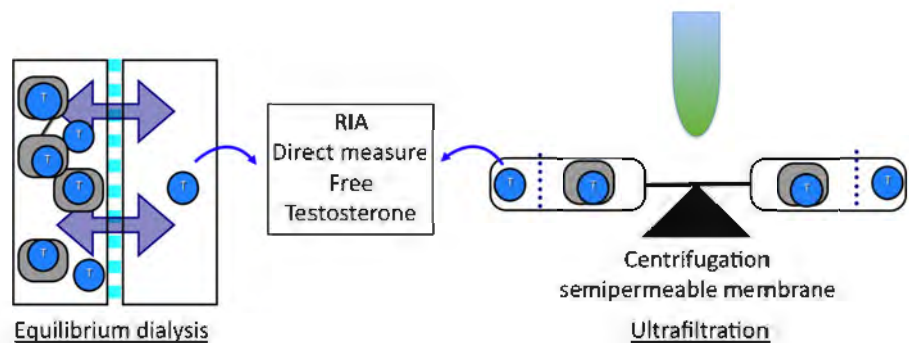 T
T
T
T
T
T
T
RIA
Direct measure
Free
Testosterone
T
T
T
T
Centrifugation
semipermeable membrane
Equilibrium dialysis
Ultrafiltration